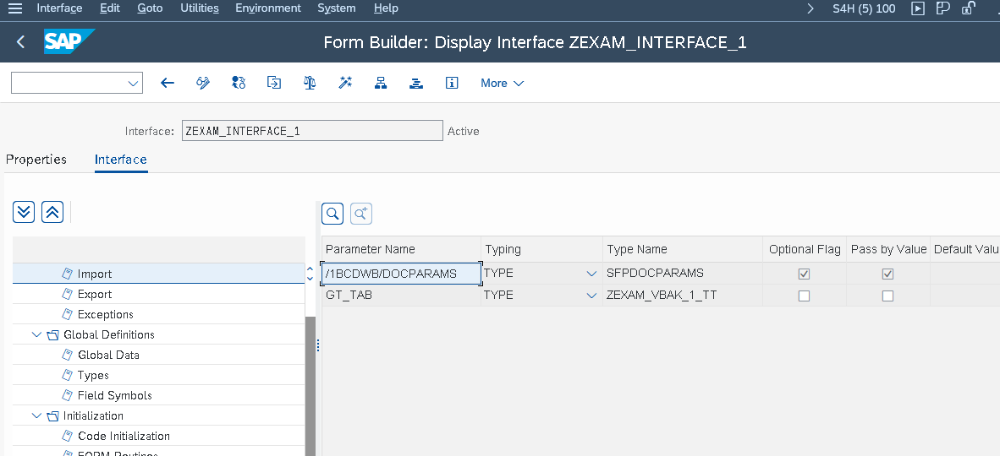 Interface Edit Goto Utilities Environment System Help S4H (5) 100
SAP Form Builder: Display Interface ZEXAM_INTERFACE_1
More
Interface: ZEXAM_INTERFACE_1 Active
Properties Interface
Parameter Name Typing Type Name Optional Flag Pass by Value Default Valu
Import /1BCDWB/DOCPARAMS TYPE SFPDOCPARAMS
Export GT_TAB TYPE ZEXAM_VBAK_1_TT
Exceptions
Global Definitions
Global Data
Types
Field Symbols
Initialization
Code Initialization
FORM Routines